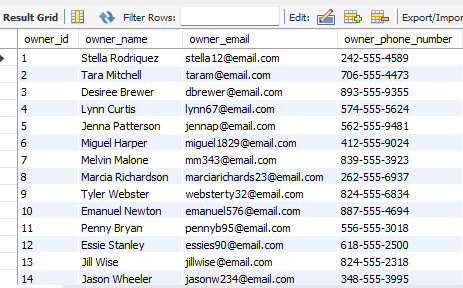 Result Grid Filter Rows: Edit: Export/Impor
owner_id owner_name owner_email owner_phone_number
1 Stella Rodriquez stella12@email.com 242-555-4589
2 Tara Mitchell taram@email.com 706-555-4473
3 Desiree Brewer dbrewer@email.com 893-555-9355
4 Lynn Curtis lynn67@email.com 574-555-5624
5 Jenna Patterson jennap@email.com 562-555-9481
6 Miguel Harper miguel1829@email.com 412-555-9024
7 Melvin Malone mm343@email.com 839-555-3923
8 Marcia Richardson marciarichards23@email.com 262-555-6937
9 Tyler Webster websterty32@email.com 824-555-6834
10 Emanuel Newton emanuel576@email.com 887-555-4694
11 Penny Bryan pennyb95@email.com 556-555-3018
12 Essie Stanley essies90@email.com 618-555-2500
13 Jill Wise jillwise@email.com 824-555-2318
14 Jason Wheeler jasonw234@email.com 348-555-3995